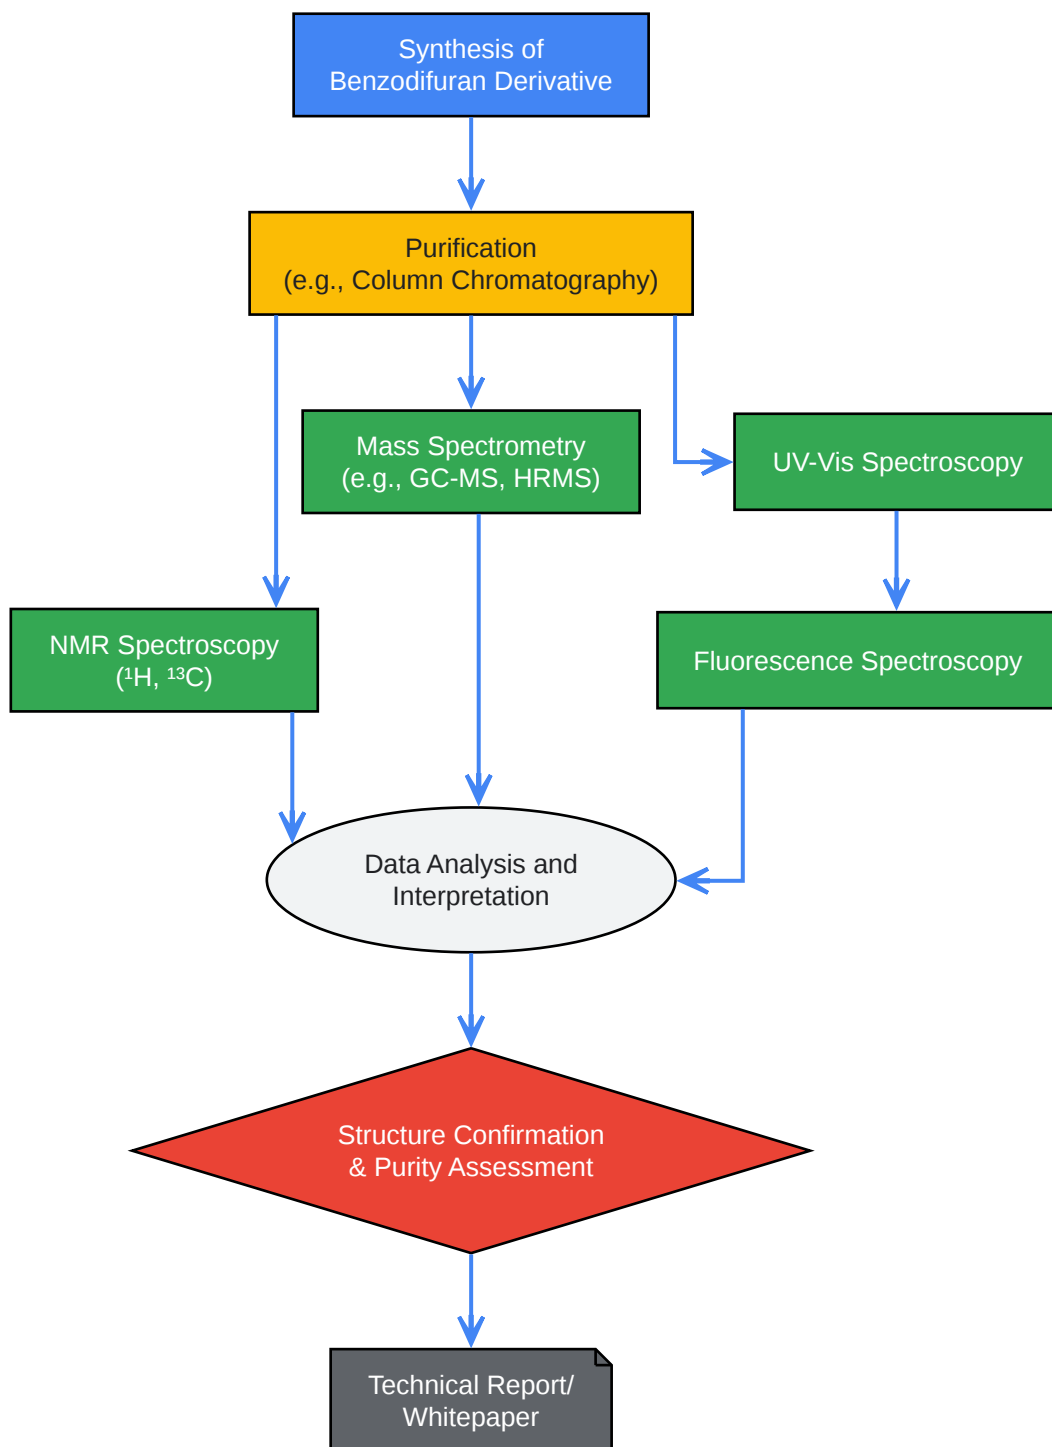 Synthesis of
Benzodifuran Derivative
Purification
(e.g., Column Chromatography)
Mass Spectrometry
(e.g., GC-MS, HRMS)
UV-Vis Spectroscopy
NMR Spectroscopy
(¹H, ¹³C)
Fluorescence Spectroscopy
Data Analysis and
Interpretation
Structure Confirmation
& Purity Assessment
Technical Report/
Whitepaper